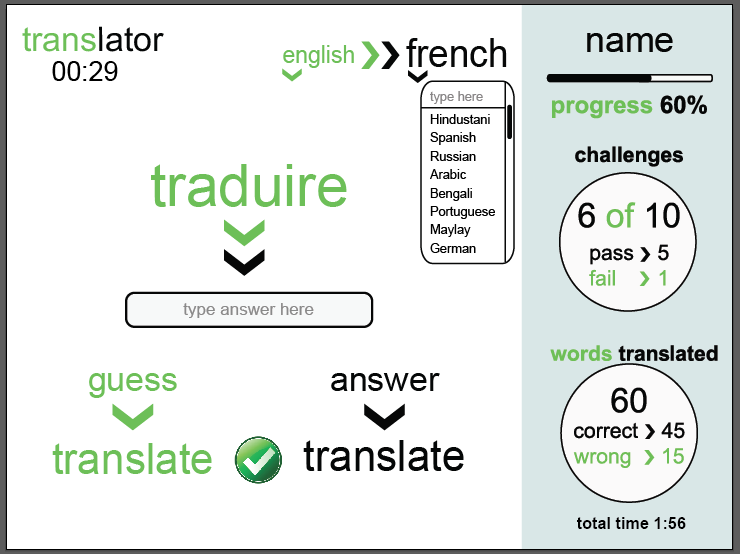 translator
00:29
english french
type here
Hindustani
Spanish
Russian
Arabic
Bengali
Portuguese
Maylay
German
traduire
type answer here
guess
translate
answer
translate
name
progress 60%
challenges
6 of 10
pass 5
fail 1
words translated
60
correct 45
wrong 15
total time 1:56